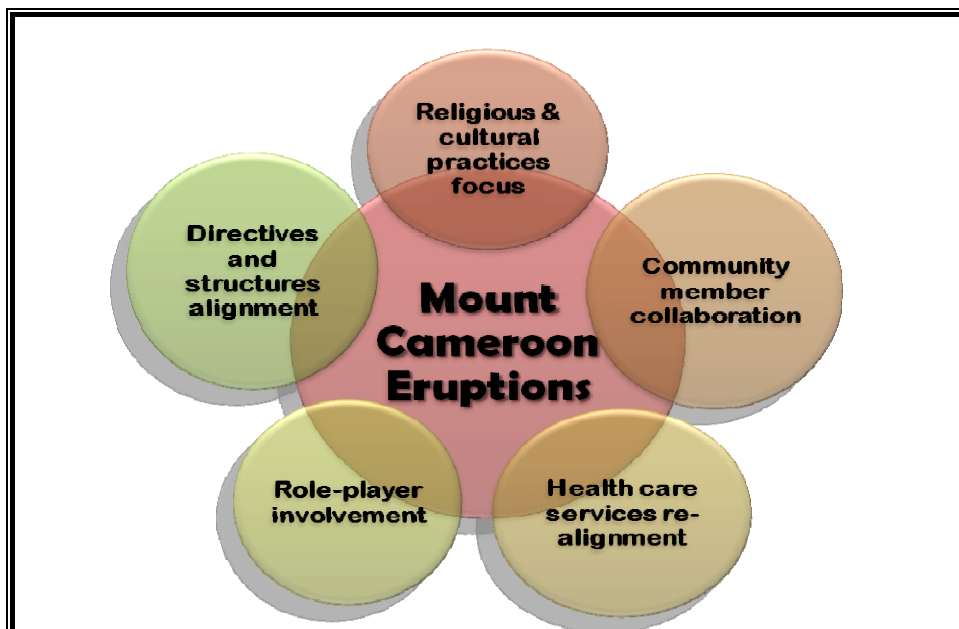 Religious &
cultural
practices
focus
Directives
and
structures
alignment
Community
member
collaboration
Mount
Cameroon
Eruptions
Role-player
involvement
Health care
services re-
alignment